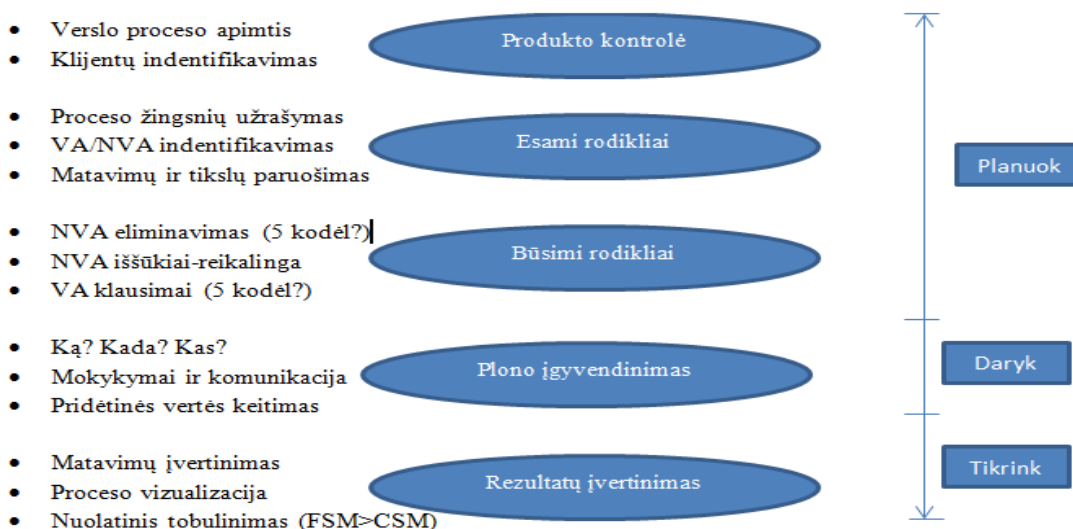 • Verslo proceso apimtis
• Klijentų indentifikavimas
Produkto kontrolė
• Proceso žingsnių užrašymas
• VA/NVA indentifikavimas
• Matavimų ir tikslų paruošimas
Esami rodikliai
Planuok
• NVA eliminavimas (5 kodėl?)
• NVA iššūkiai-reikalinga
• VA klausimai (5 kodėl?)
Būsimi rodikliai
• Ką? Kada? Kas?
• Mokykymai ir komunikacija
• Pridėtinės vertės keitimas
Plono įgyvendinimas
Daryk
• Matavimų įvertinimas
• Proceso vizualizacija
• Nuolatinis tobulinimas (FSM>CSM)
Rezultatų įvertinimas
Tikrink